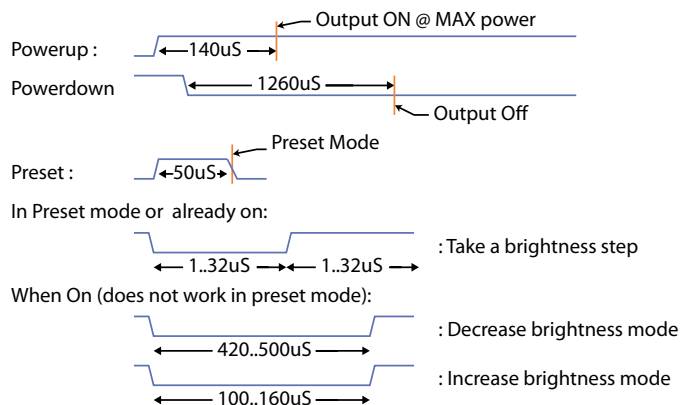 Output ON @ MAX power
Powerup :
140uS
Powerdown
1260uS
Output Off
Preset Mode
Preset :
50uS
In Preset mode or already on:
: Take a brightness step
1..32uS 1..32uS
When On (does not work in preset mode):
: Decrease brightness mode
420..500uS
: Increase brightness mode
100..160uS